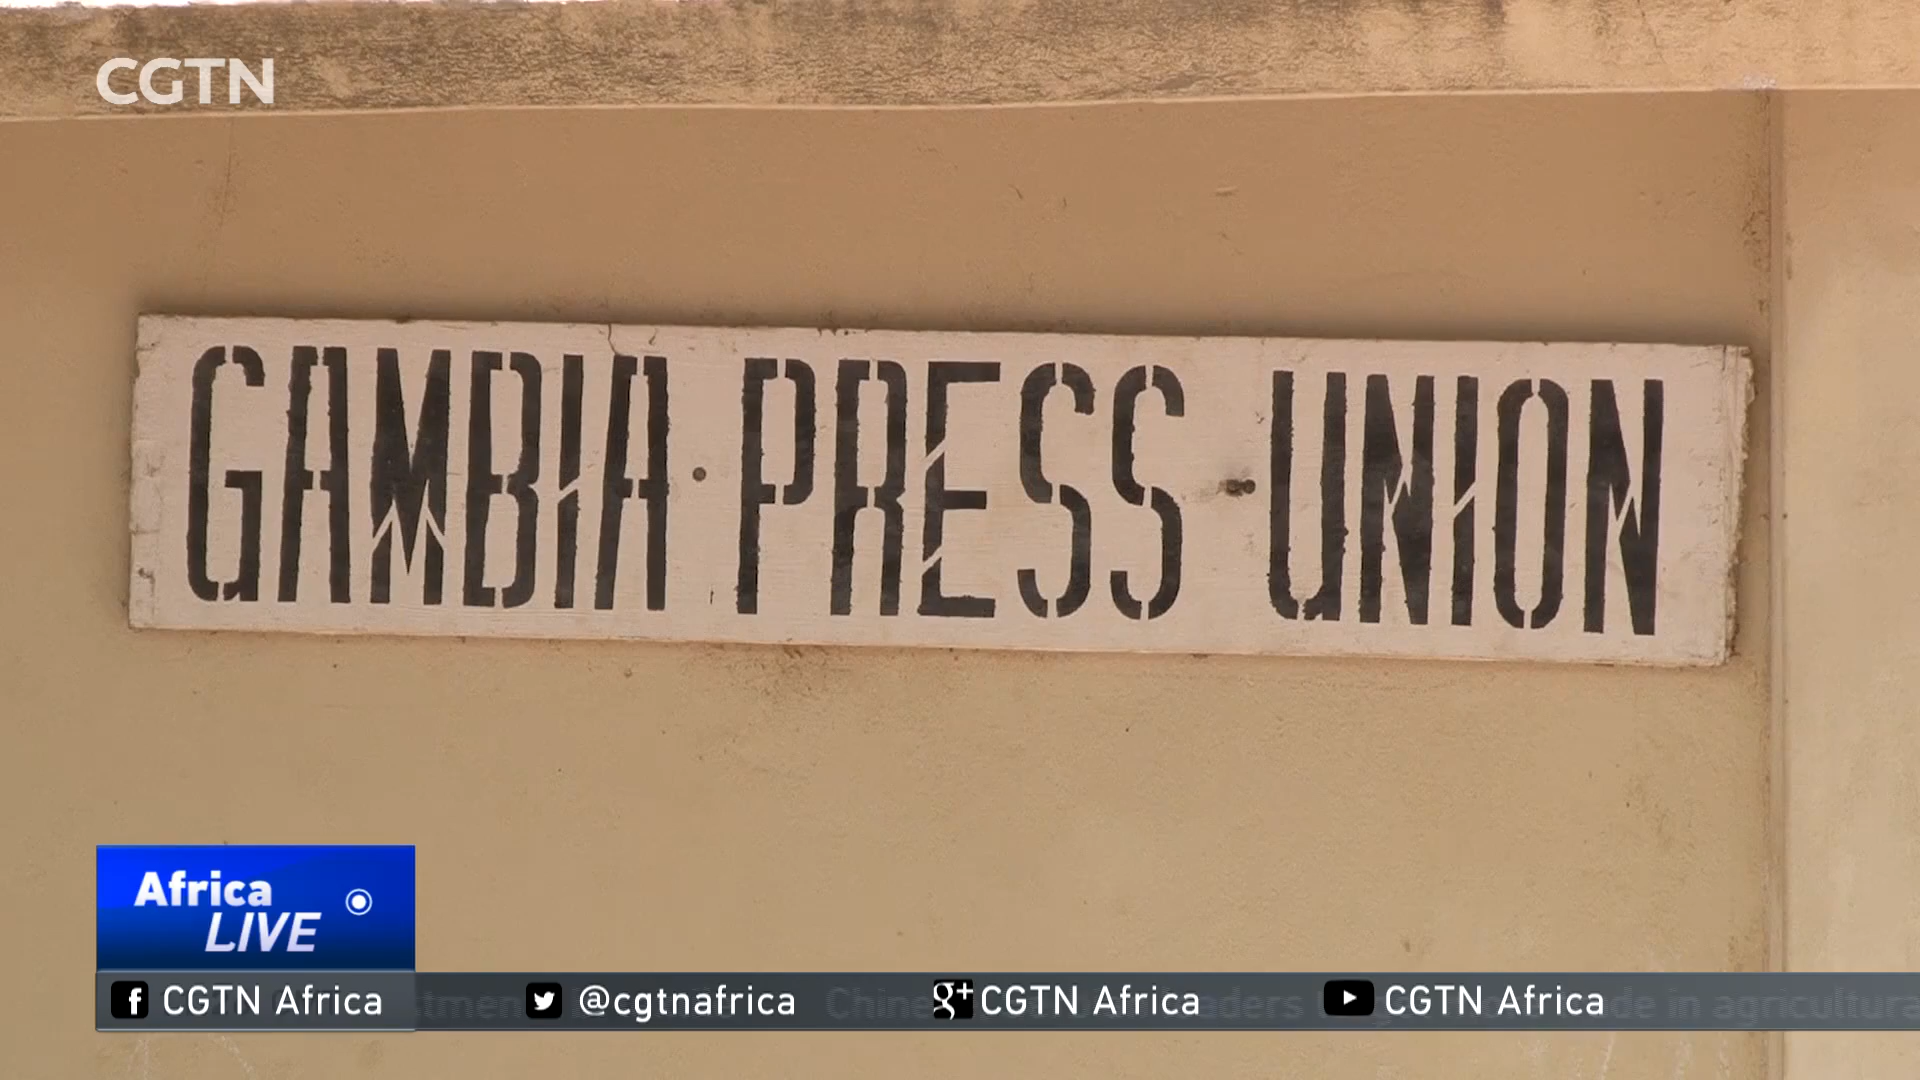 CGTN
GAMBIA PRESS UNION
Africa
LIVE
CGTN Africa @cgtnafrica g+ CGTN Africa CGTN Africa